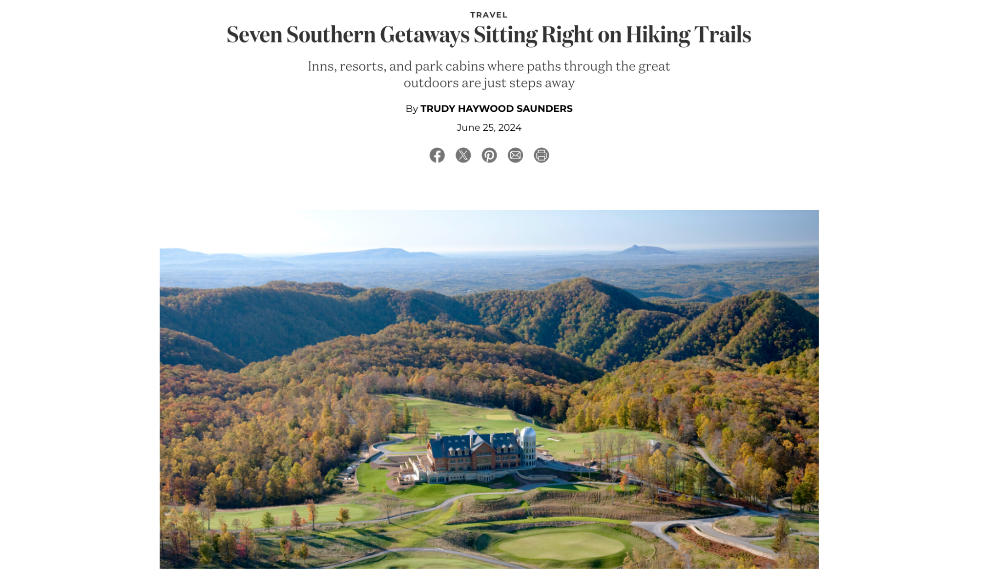 TRAVEL
Seven Southern Getaways Sitting Right on Hiking Trails
Inns, resorts, and park cabins where paths through the great
outdoors are just steps away
By TRUDY HAYWOOD SAUNDERS
June 25, 2024